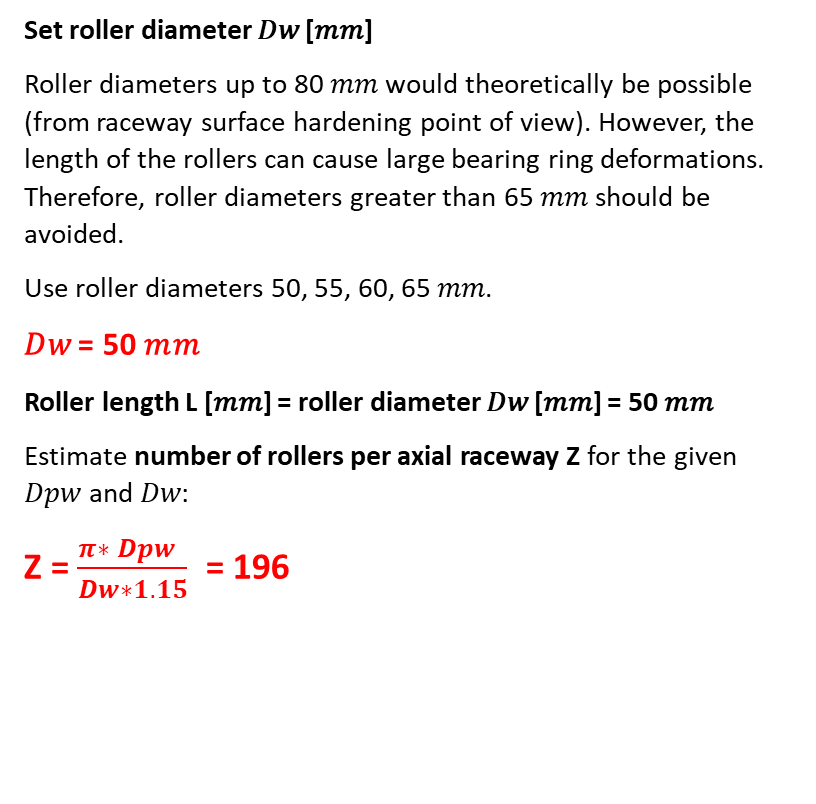 Set roller diameter Dw [mm]
Roller diameters up to 80 mm would theoretically be possible
(from raceway surface hardening point of view). However, the
length of the rollers can cause large bearing ring deformations.
Therefore, roller diameters greater than 65 mm should be
avoided.
Use roller diameters 50, 55, 60, 65 mm.
Dw = 50 mm
Roller length L [mm] = roller diameter Dw [mm] = 50 mm
Estimate number of rollers per axial raceway Z for the given
Dpw and Dw:
Z = π* Dpw / Dw*1.15 = 196